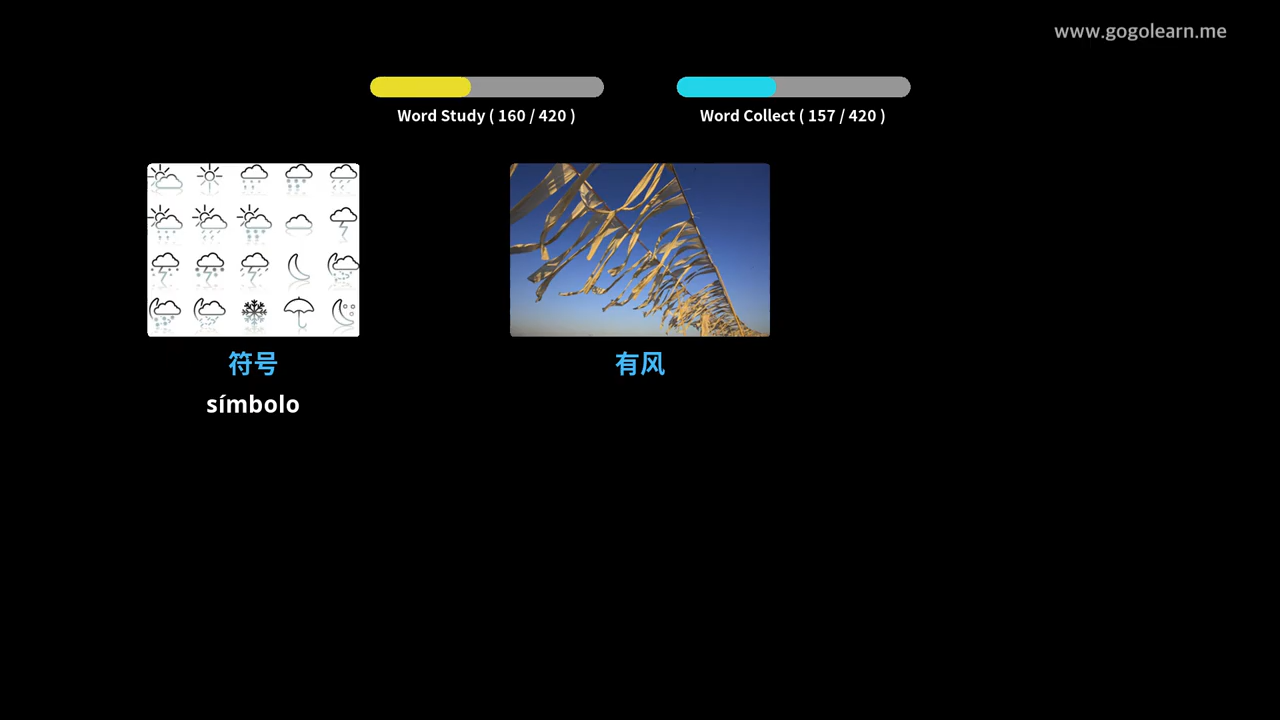 www.gogolearn.me
Word Study ( 160 / 420 )
Word Collect ( 157 / 420 )
符号
símbolo
有风